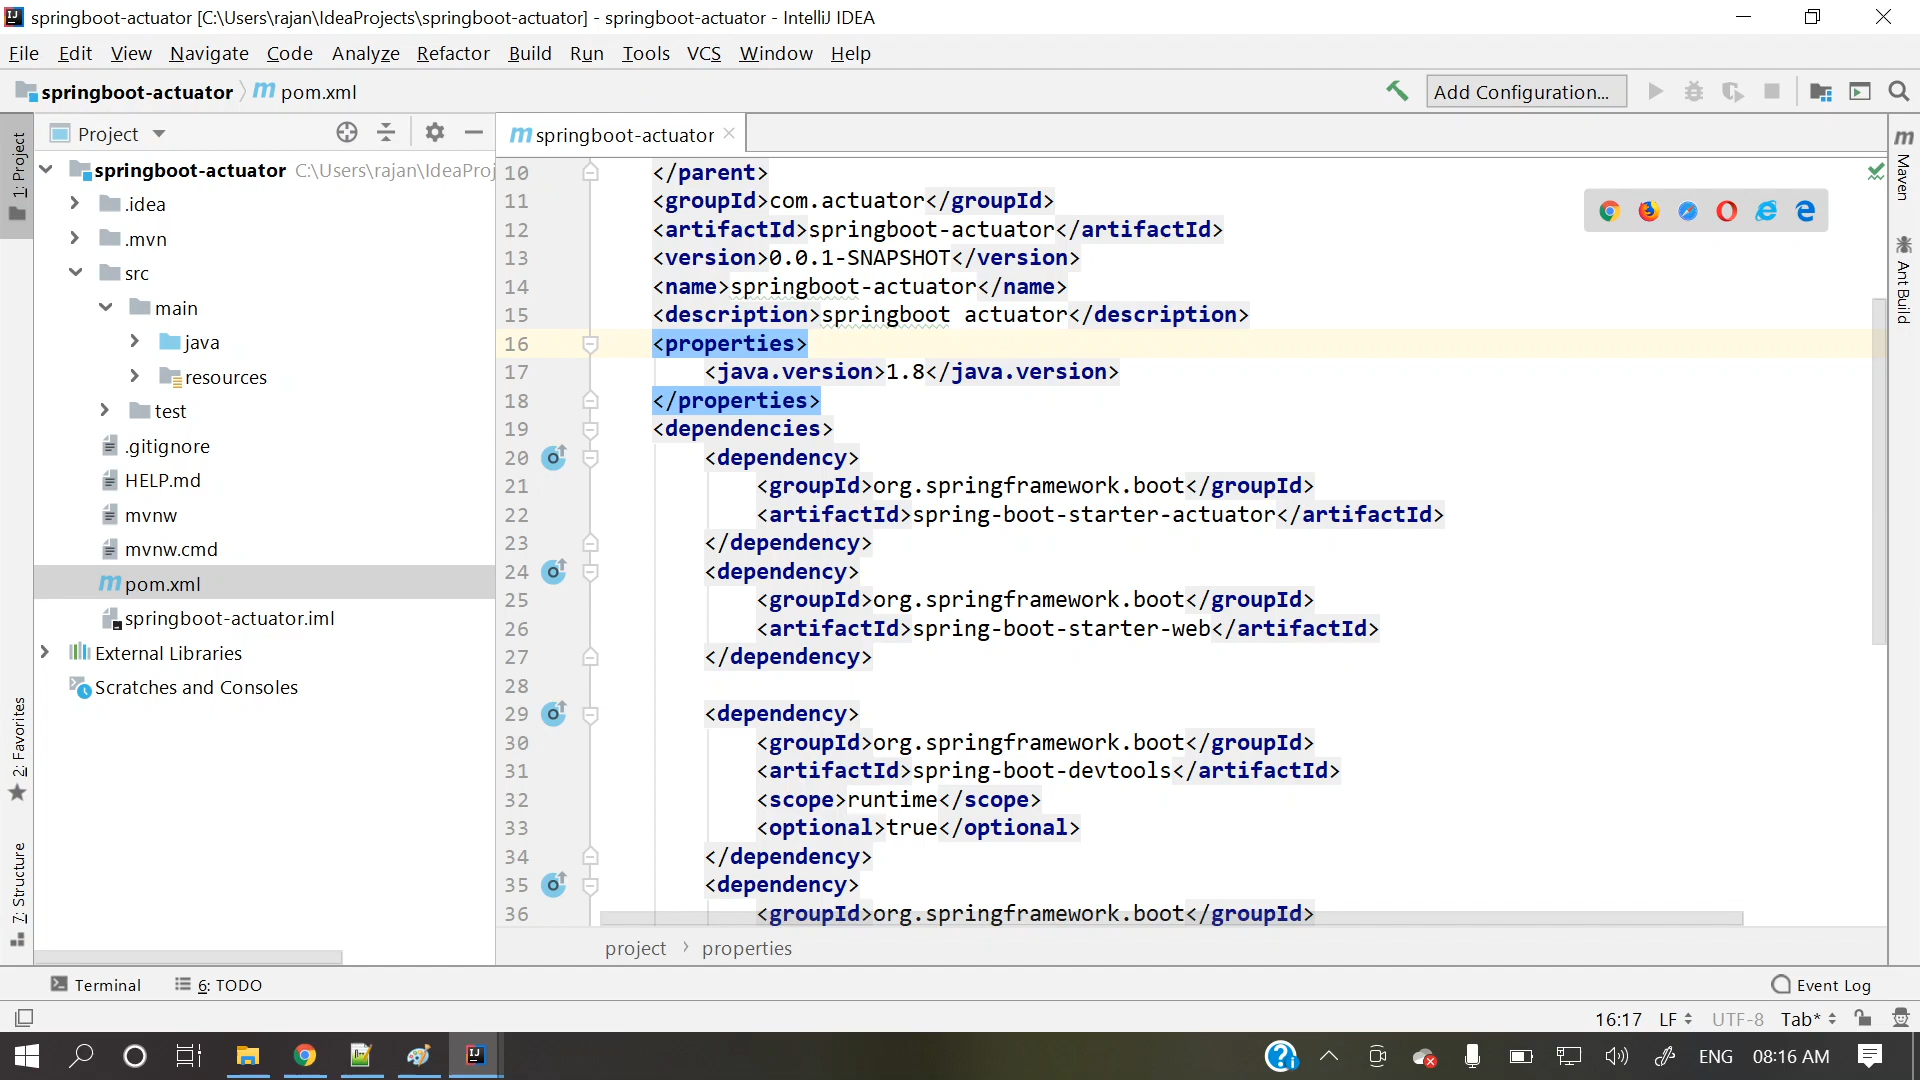 springboot-actuator [C:\Users\rajan\IdeaProjects\springboot-actuator] - springboot-actuator - IntelliJ IDEA
File Edit View Navigate Code Analyze Refactor Build Run Tools VCS Window Help
springboot-actuator pom.xml Add Configuration...
1: Project
Project
springboot-actuator C:\Users\rajan\IdeaProj
.idea
.mvn
src
main
java
resources
test
.gitignore
HELP.md
mvnw
mvnw.cmd
pom.xml
springboot-actuator.iml
External Libraries
Scratches and Consoles
2: Favorites
7: Structure
springboot-actuator
10 </parent>
11 <groupId>com.actuator</groupId>
12 <artifactId>springboot-actuator</artifactId>
13 <version>0.0.1-SNAPSHOT</version>
14 <name>springboot-actuator</name>
15 <description>springboot actuator</description>
16 <properties>
17 <java.version>1.8</java.version>
18 </properties>
19 <dependencies>
20 <dependency>
21 <groupId>org.springframework.boot</groupId>
22 <artifactId>spring-boot-starter-actuator</artifactId>
23 </dependency>
24 <dependency>
25 <groupId>org.springframework.boot</groupId>
26 <artifactId>spring-boot-starter-web</artifactId>
27 </dependency>
28
29 <dependency>
30 <groupId>org.springframework.boot</groupId>
31 <artifactId>spring-boot-devtools</artifactId>
32 <scope>runtime</scope>
33 <optional>true</optional>
34 </dependency>
35 <dependency>
36 <groupId>org.springframework.boot</groupId>
project › properties
Maven
Ant Build
Terminal 6: TODO Event Log
16:17 LF UTF-8 Tab*
ENG 08:16 AM